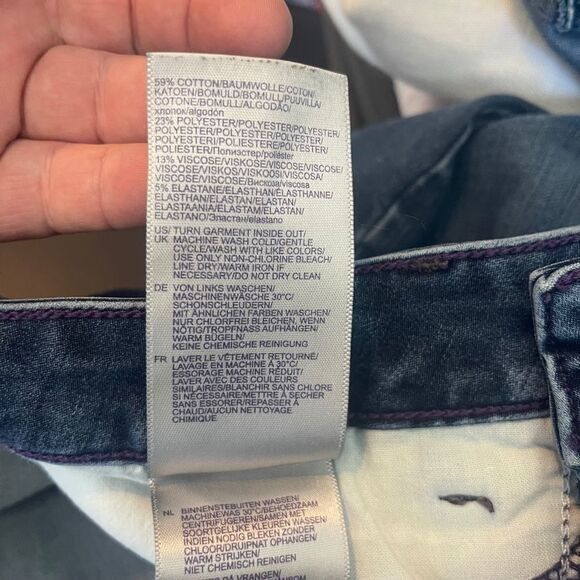 59% COTTON/BAUMWOLLE/COTON/
KATOEN/BOMULD/BOMULL/PUUVILLA/
COTONE/BOMULL/ALGODÃO/
хлопок/algodón
23% POLYESTER/POLYESTER/POLYESTER/
POLYESTER/POLYESTER/POLYESTER/
POLYESTERI/POLIESTERE/POLYESTER/
POLIESTER/Полиэстер/poliéster
13% VISCOSE/VISKOSE/VISCOSE/VISCOSE/
VISKOSE/VISKOS/VISKOOSI/VISCOSA/
VISCOSE/VISCOSE/Вискоза/viscosa
5% ELASTANE/ELASTHAN/ÉLASTHANNE/
ELASTHAAN/ELASTHAN/ELASTAN/
ELASTAANIA/ELASTAM/ELASTAN/
ELASTANO/Эластан/elastano
US/ TURN GARMENT INSIDE OUT/
UK MACHINE WASH COLD/GENTLE
CYCLE/WASH WITH LIKE COLORS/
USE ONLY NON-CHLORINE BLEACH/
LINE DRY/WARM IRON IF
NECESSARY/DO NOT DRY CLEAN
DE VON LINKS WASCHEN/
MASCHINENWÄSCHE 30°C/
SCHONSCHLEUDERN/
MIT ÄHNLICHEN FARBEN WASCHEN/
NUR CHLORFREI BLEICHEN, WENN
NÖTIG/TROPFNASS AUFHÄNGEN/
WARM BÜGELN/
KEINE CHEMISCHE REINIGUNG
FR LAVER LE VÊTEMENT RETOURNÉ/
LAVAGE EN MACHINE À 30°C/
ESSORAGE MACHINE RÉDUIT/
LAVER AVEC DES COULEURS
SIMILAIRES/BLANCHIR SANS CHLORE
SI NÉCESSAIRE/METTRE À SÉCHER
SANS ESSORER/REPASSER À
CHAUD/AUCUN NETTOYAGE
CHIMIQUE
NL BINNENSTEBUITEN WASSEN/
MACHINEWAS 30°C/BEHOEDZAAM
CENTRIFUGEREN/SAMEN MET
SOORTGELIJKE KLEUREN WASSEN/
INDIEN NODIG BLEKEN ZONDER
CHLOOR/DRUIPNAT OPHANGEN/
WARM STRIJKEN/
NIET CHEMISCH REINIGEN